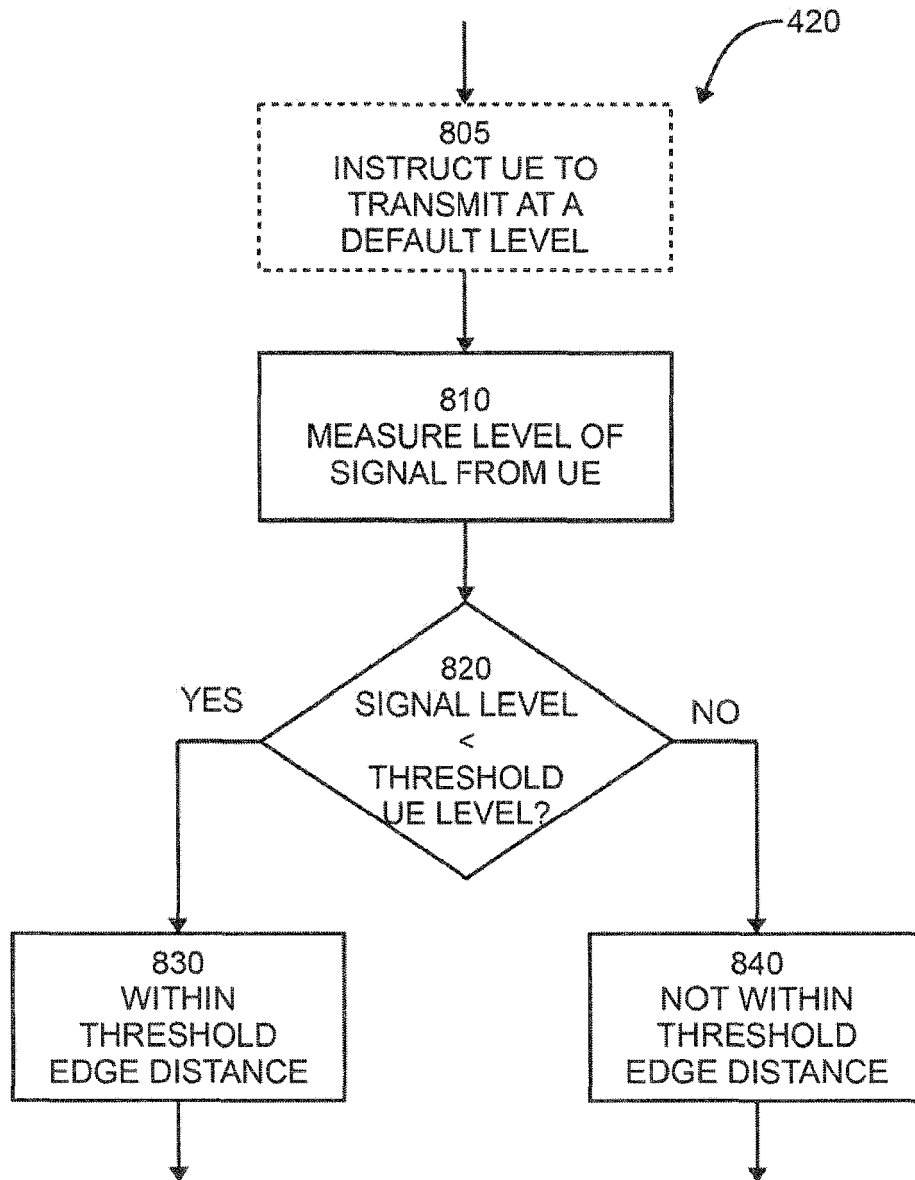 420
805
INSTRUCT UE TO
TRANSMIT AT A
DEFAULT LEVEL
810
MEASURE LEVEL OF
SIGNAL FROM UE
820
SIGNAL LEVEL
<
THRESHOLD
UE LEVEL?
YES
NO
830
WITHIN
THRESHOLD
EDGE DISTANCE
840
NOT WITHIN
THRESHOLD
EDGE DISTANCE